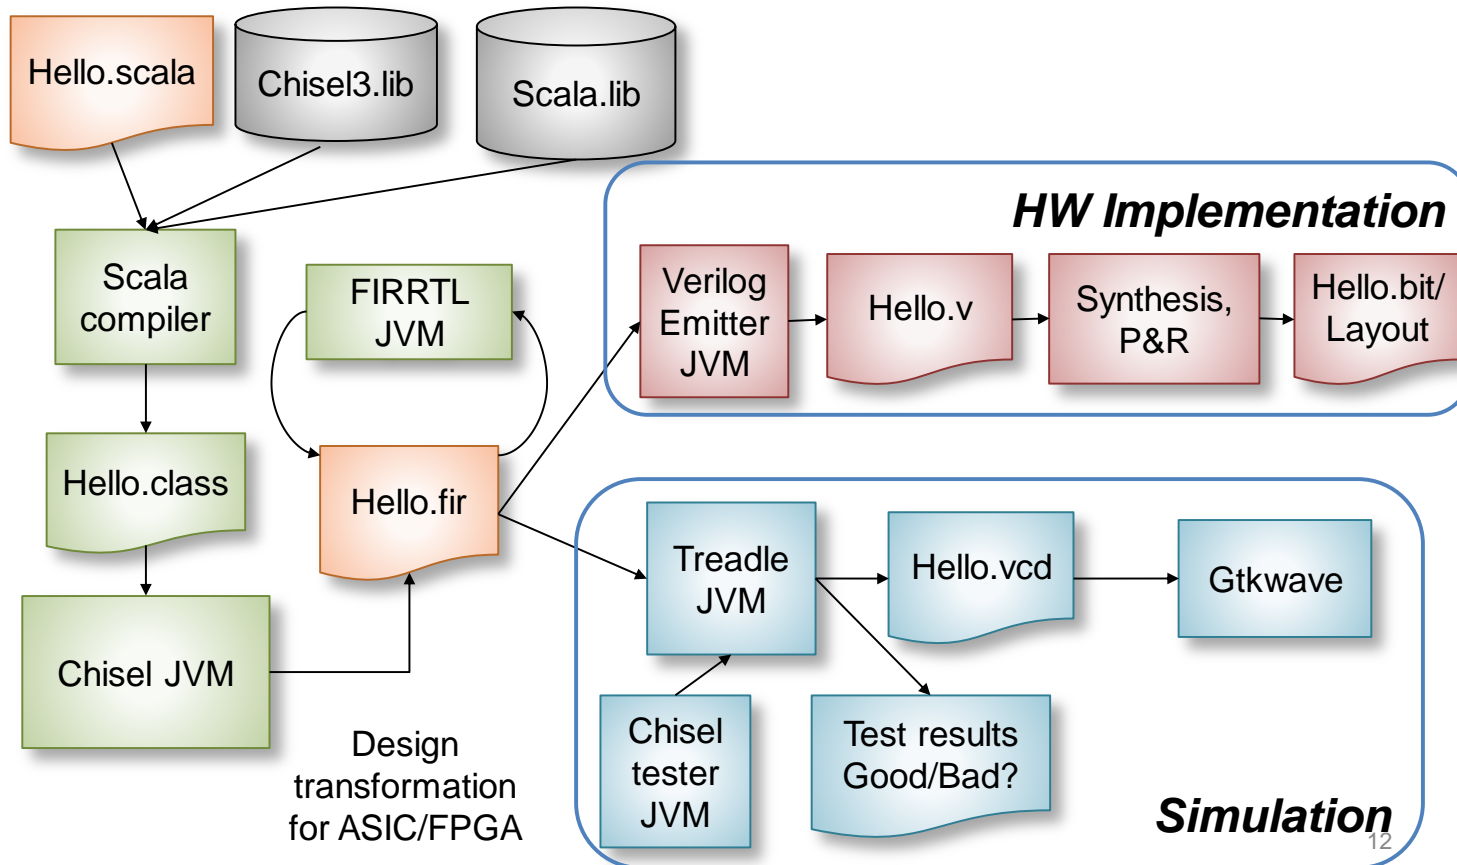 Hello.scala
Chisel3.lib
Scala.lib
HW Implementation
Scala
compiler
FIRRTL
JVM
Verilog
Emitter
JVM
Hello.v
Synthesis,
P&R
Hello.bit/
Layout
Hello.class
Hello.fir
Chisel JVM
Design
transformation
for ASIC/FPGA
Treadle
JVM
Hello.vcd
Gtkwave
Chisel
tester
JVM
Test results
Good/Bad?
Simulation
12